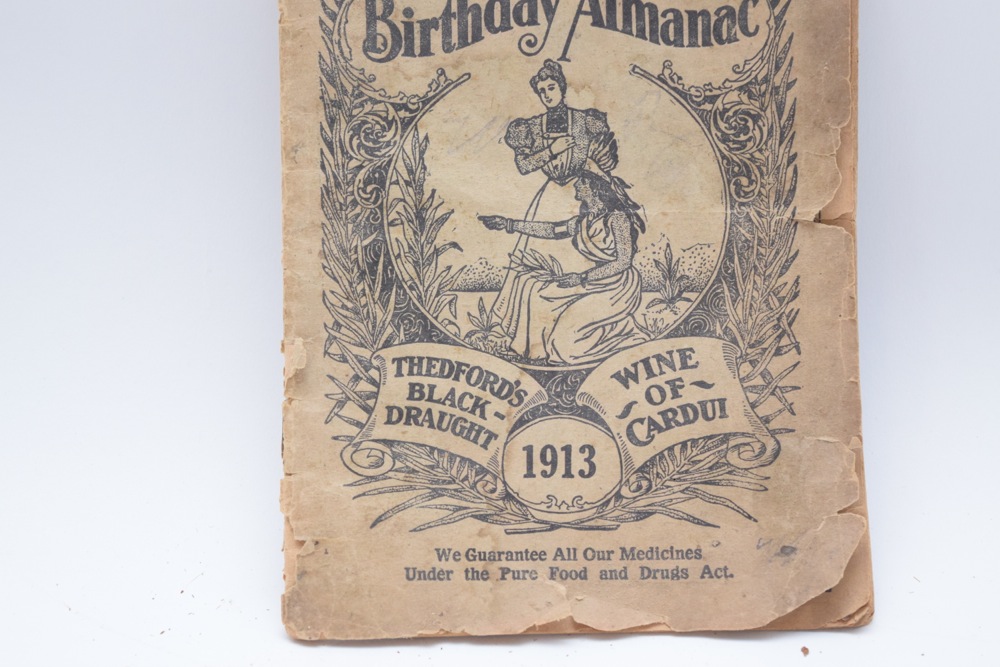 Birthday Almanac
THEDFORD'S
BLACK-
DRAUGHT
WINE
OF
CARDUI
1913
We Guarantee All Our Medicines
Under the Pure Food and Drugs Act.